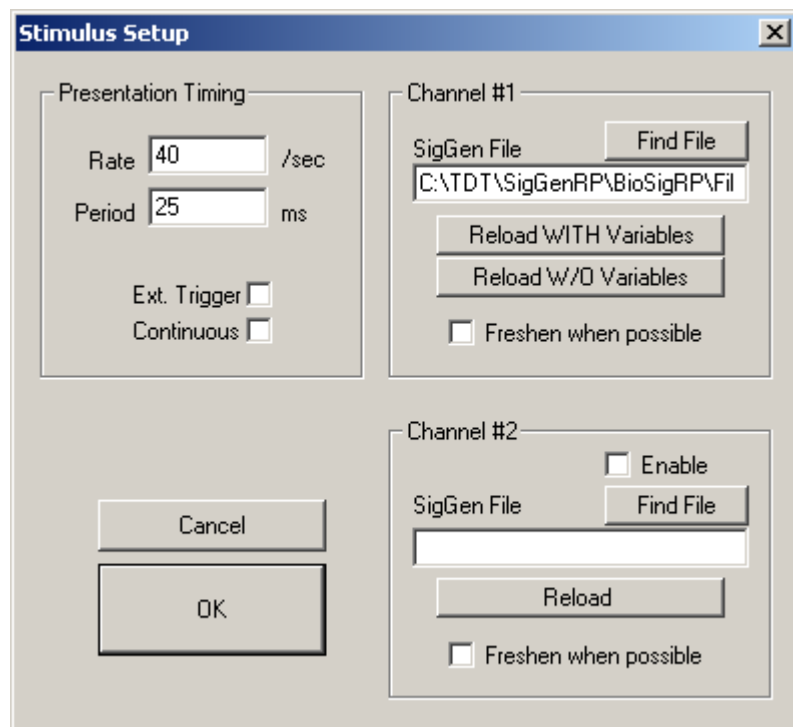 Stimulus Setup
Presentation Timing
Rate 40 /sec
Period 25 ms
Ext. Trigger
Continuous
Channel #1
SigGen File Find File
C:\TDT\SigGenRP\BioSigRP\Fil
Reload WITH Variables
Reload W/O Variables
Freshen when possible
Channel #2
Enable
SigGen File Find File
Reload
Freshen when possible
Cancel
OK